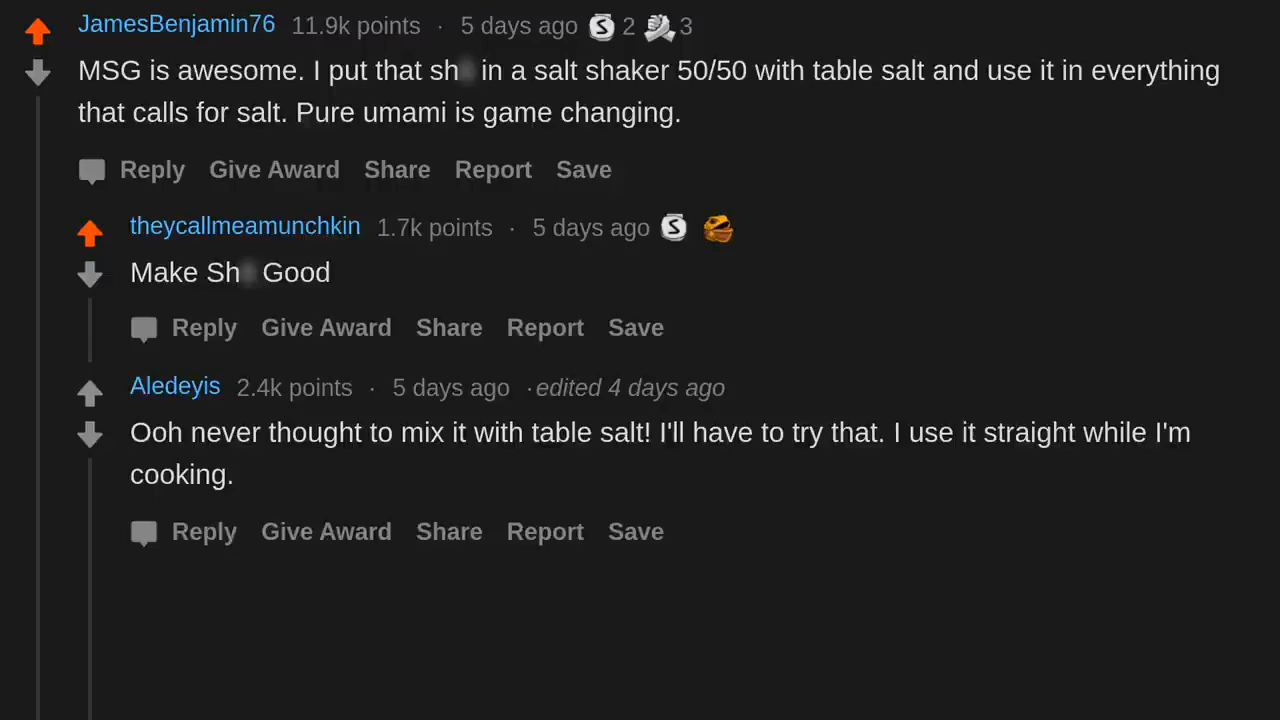 JamesBenjamin76 11.9k points · 5 days ago 2 3
MSG is awesome. I put that sh in a salt shaker 50/50 with table salt and use it in everything
that calls for salt. Pure umami is game changing.
Reply Give Award Share Report Save
theycallmeamunchkin 1.7k points · 5 days ago
Make Sh Good
Reply Give Award Share Report Save
Aledeyis 2.4k points · 5 days ago · edited 4 days ago
Ooh never thought to mix it with table salt! I'll have to try that. I use it straight while I'm
cooking.
Reply Give Award Share Report Save